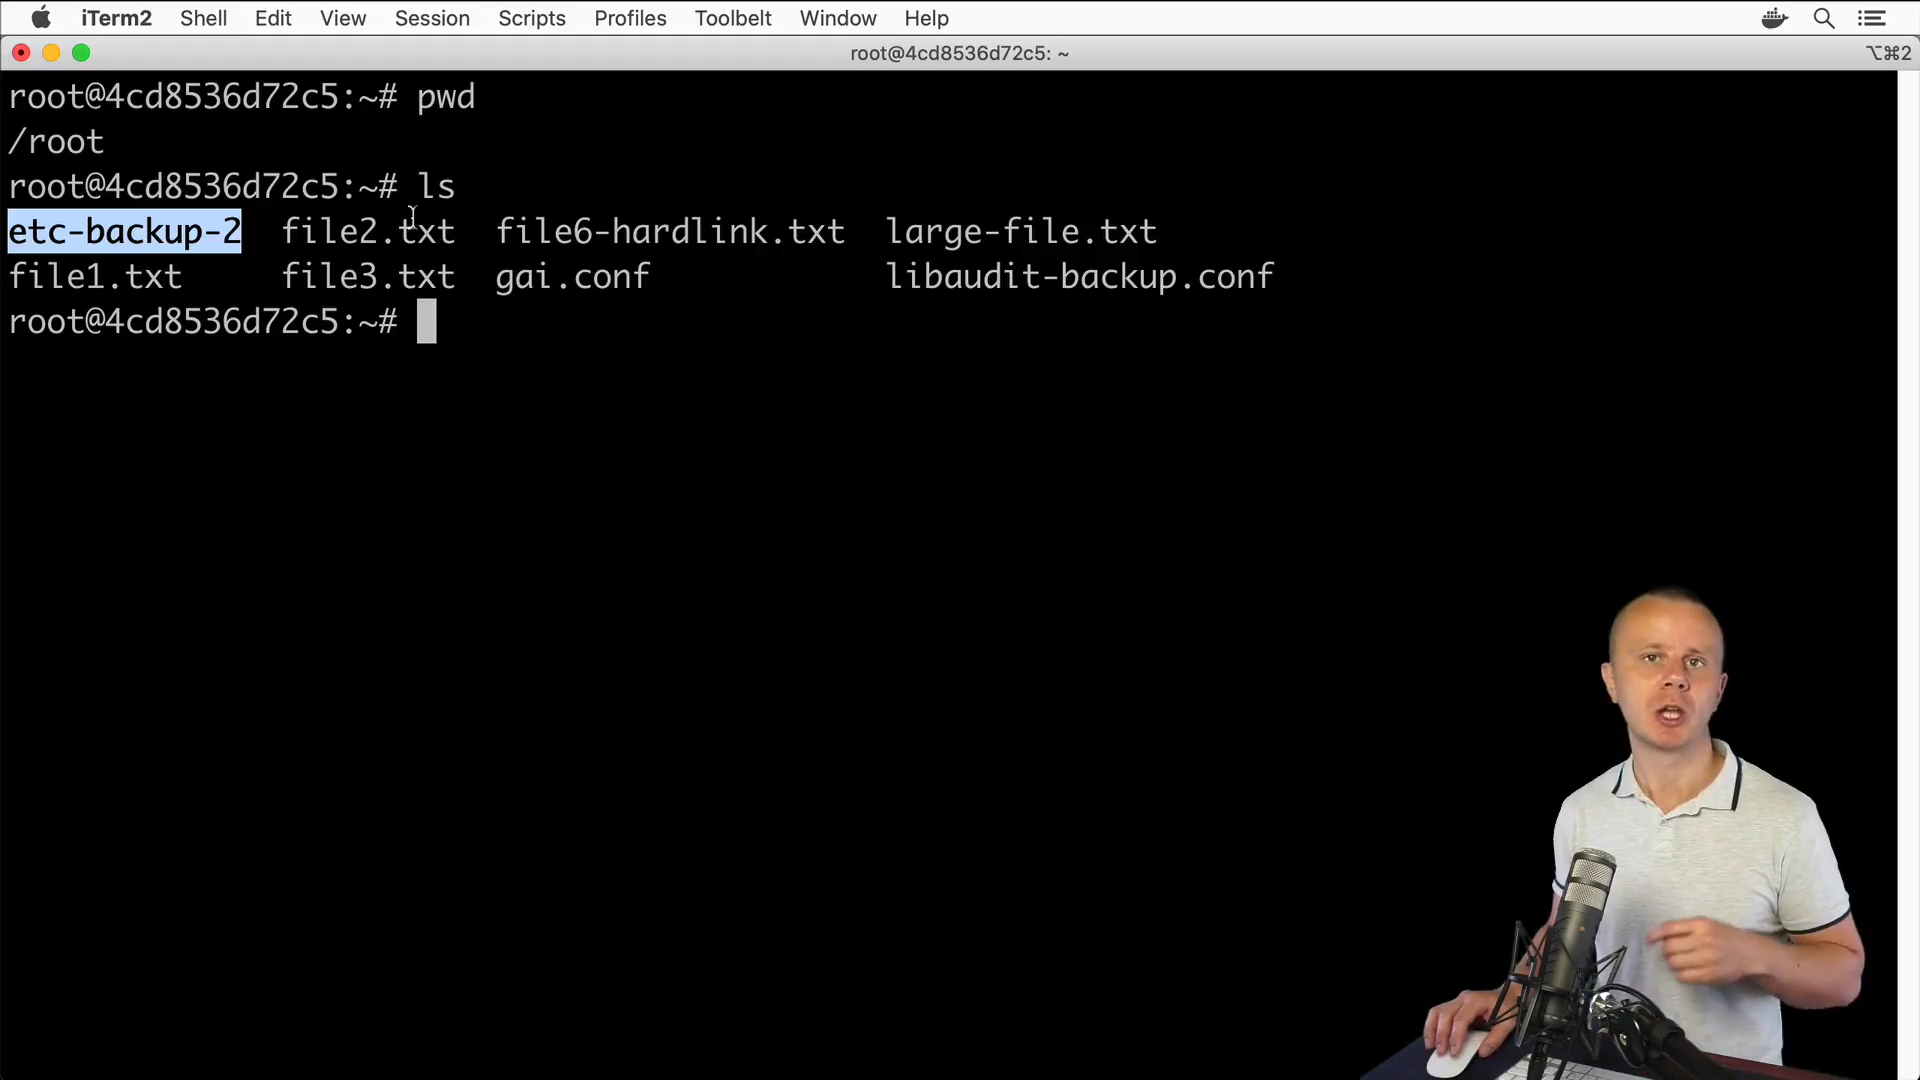 iTerm2 Shell Edit View Session Scripts Profiles Toolbelt Window Help
root@4cd8536d72c5: ~ ⌥⌘2
root@4cd8536d72c5:~# pwd
/root
root@4cd8536d72c5:~# ls
etc-backup-2 file2.txt file6-hardlink.txt large-file.txt
file1.txt file3.txt gai.conf libaudit-backup.conf
root@4cd8536d72c5:~#